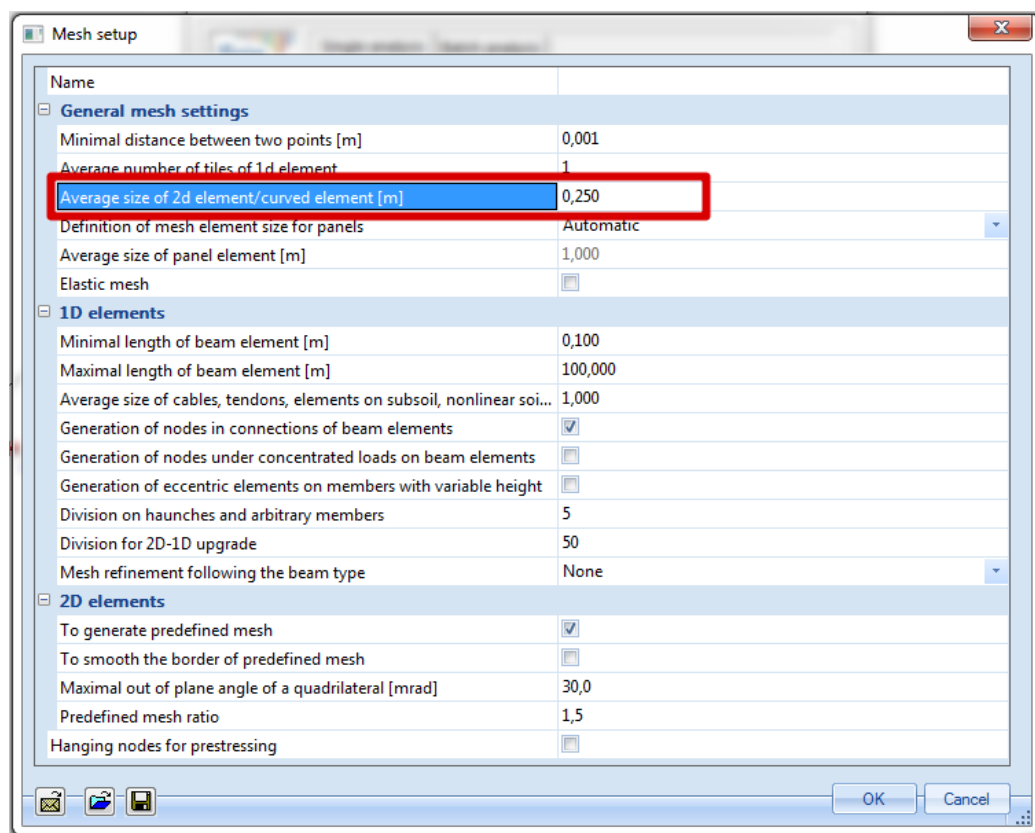 Mesh setup
Name
General mesh settings
Minimal distance between two points [m] 0,001
Average number of tiles of 1d element 1
Average size of 2d element/curved element [m] 0,250
Definition of mesh element size for panels Automatic
Average size of panel element [m] 1,000
Elastic mesh
1D elements
Minimal length of beam element [m] 0,100
Maximal length of beam element [m] 100,000
Average size of cables, tendons, elements on subsoil, nonlinear soi... 1,000
Generation of nodes in connections of beam elements
Generation of nodes under concentrated loads on beam elements
Generation of eccentric elements on members with variable height
Division on haunches and arbitrary members 5
Division for 2D-1D upgrade 50
Mesh refinement following the beam type None
2D elements
To generate predefined mesh
To smooth the border of predefined mesh
Maximal out of plane angle of a quadrilateral [mrad] 30,0
Predefined mesh ratio 1,5
Hanging nodes for prestressing
OK Cancel